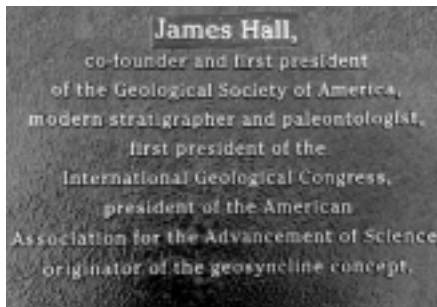 James Hall,
co-founder and first president
of the Geological Society of America,
modern stratigrapher and paleontologist,
first president of the
International Geological Congress,
president of the American
Association for the Advancement of Science
originator of the geosyncline concept.